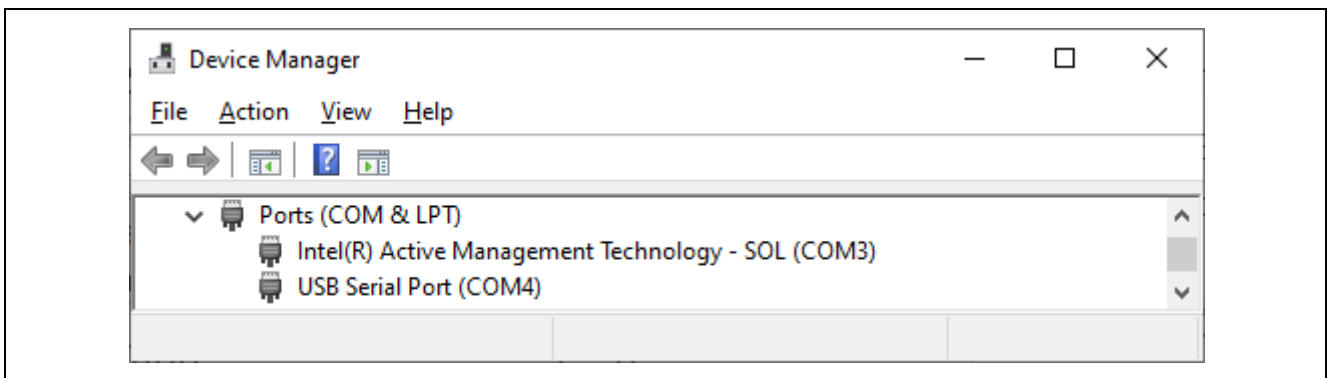 Device Manager
File Action View Help
Ports (COM & LPT)
Intel(R) Active Management Technology - SOL (COM3)
USB Serial Port (COM4)